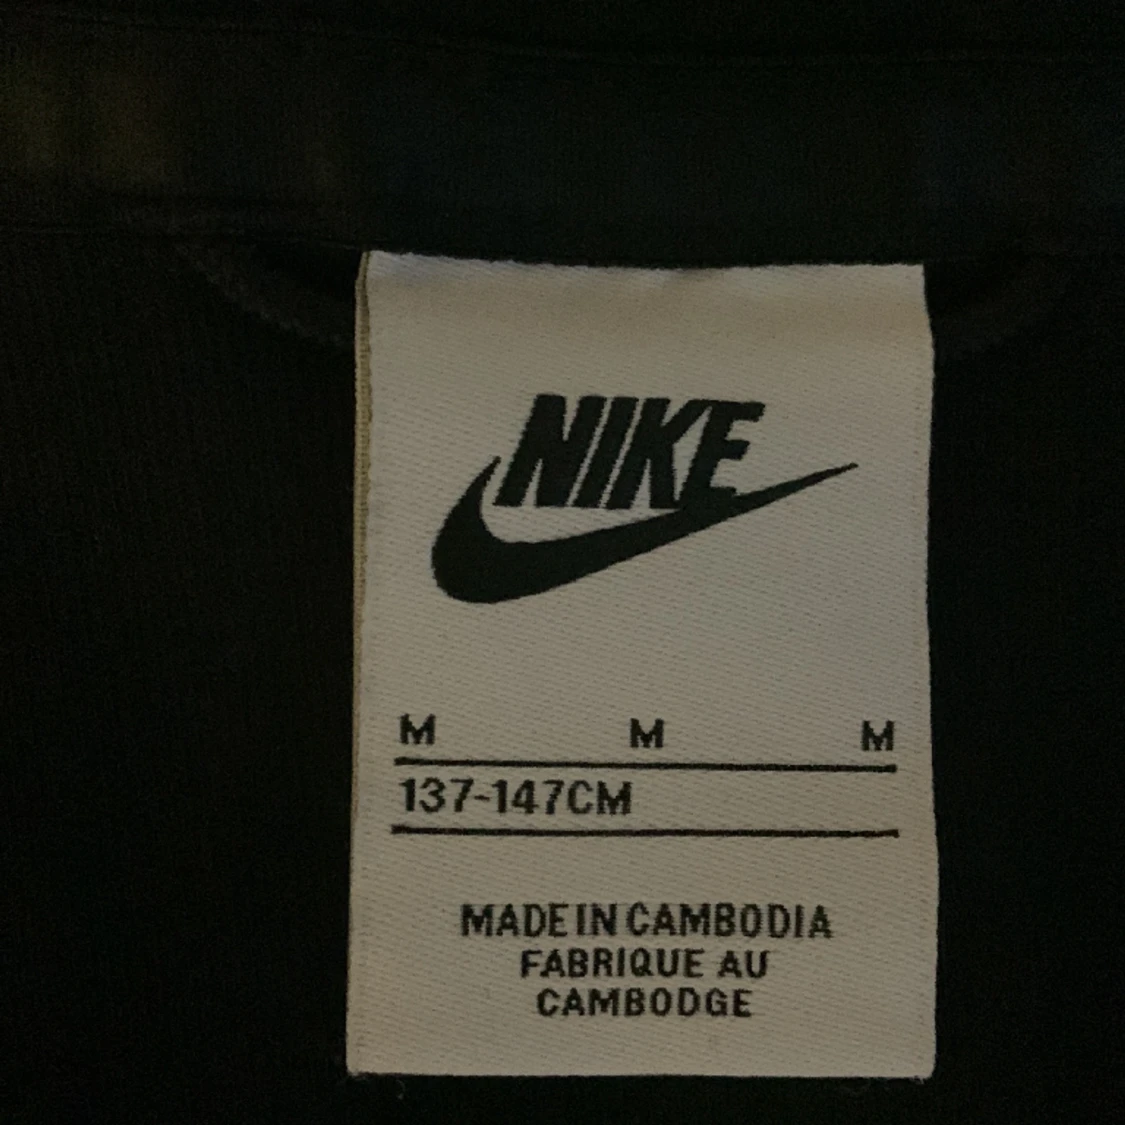 NIKE
M M M
137-147CM
MADE IN CAMBODIA
FABRIQUE AU
CAMBODGE